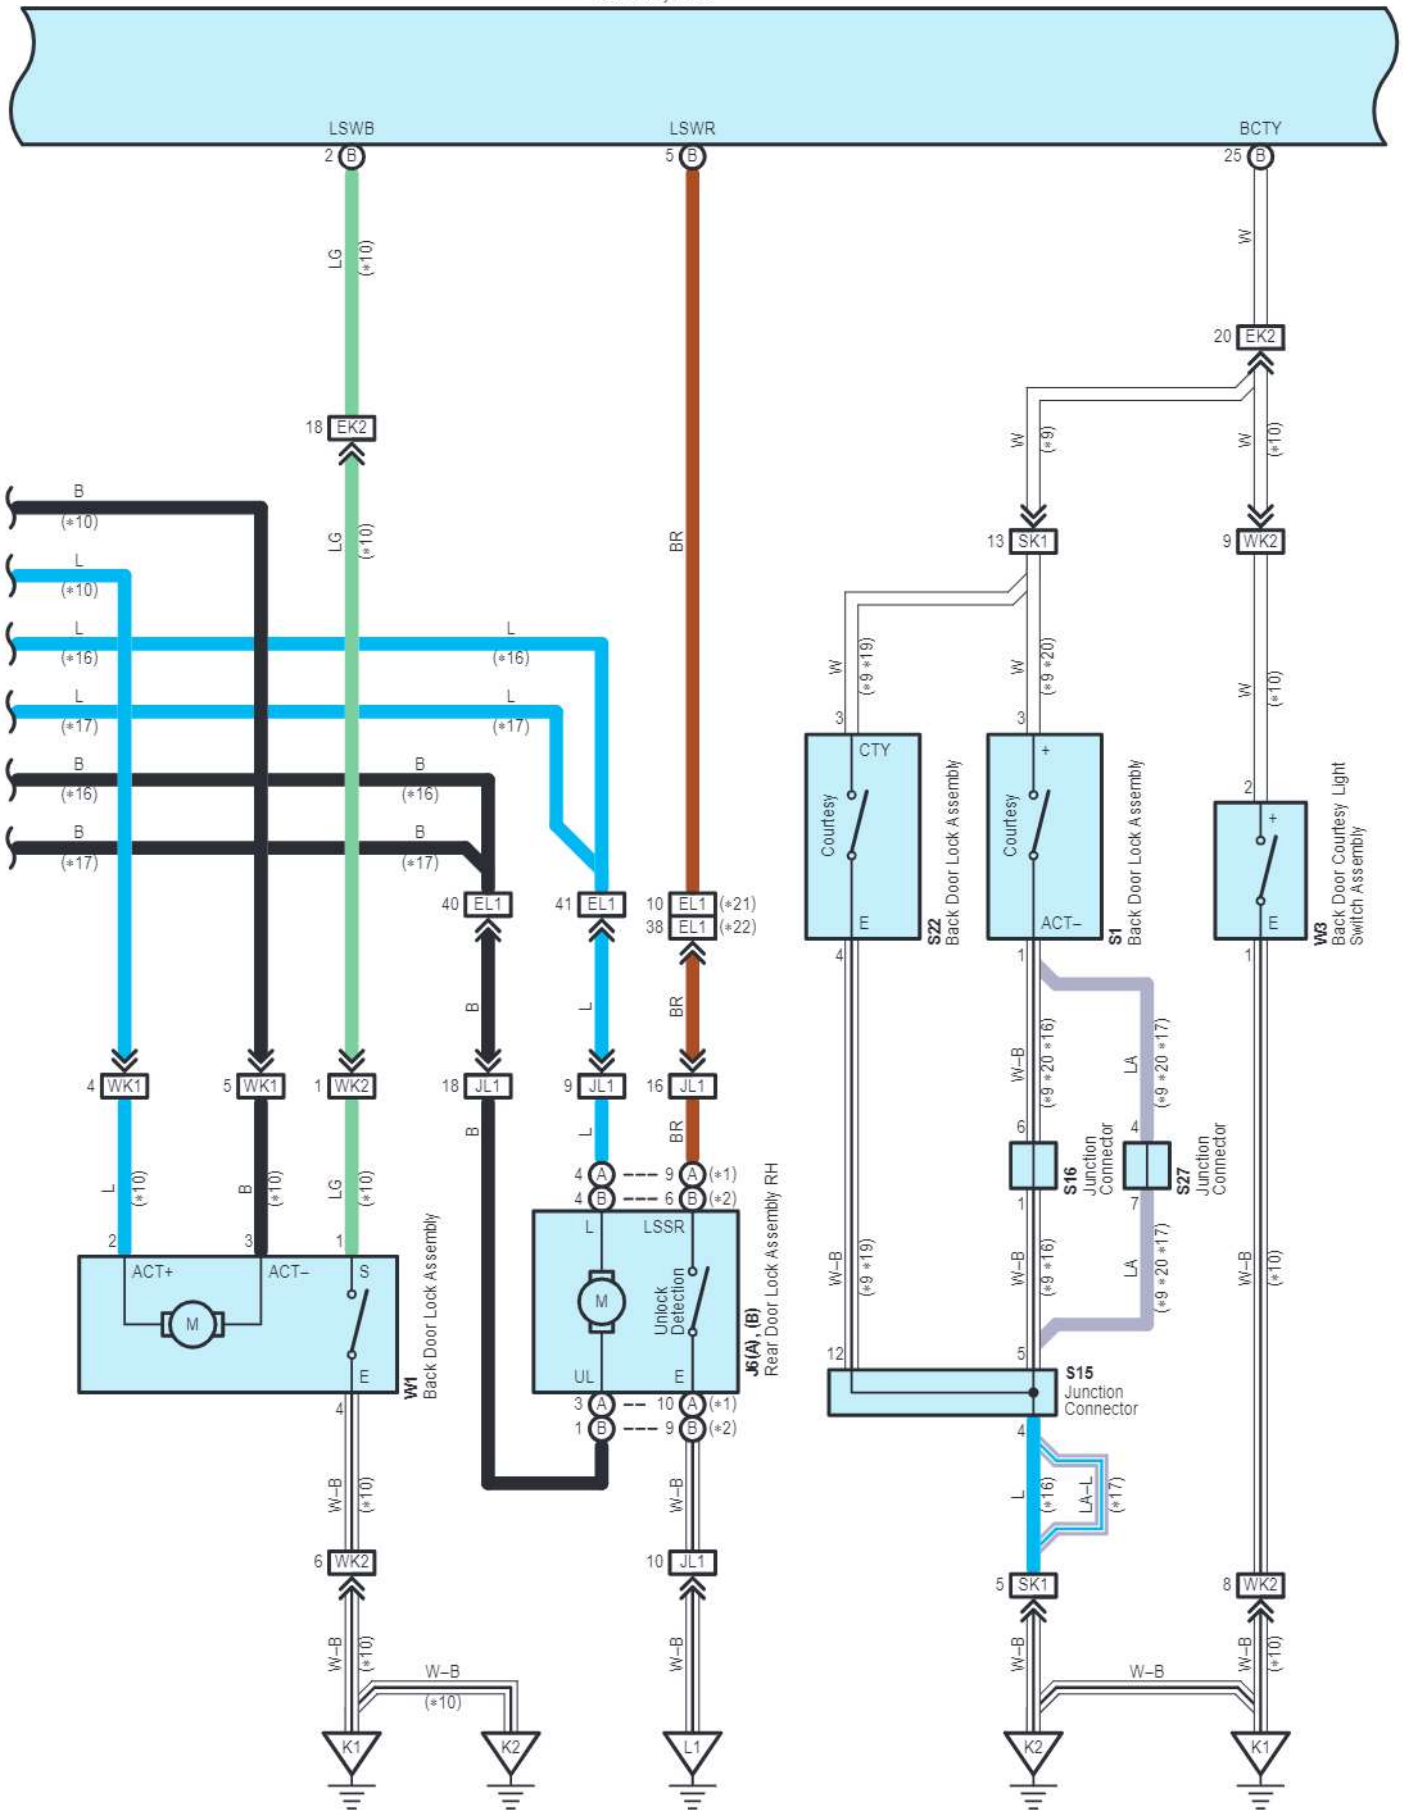 LSWB
LSWR
BCTY
2 B
5 B
25 B
LG
(*10)
W
20 EK2
18 EK2
W
(*9)
W
(*10)
B
(*10)
LG
(*10)
BR
13 SK1
9 WK2
L
(*10)
L
(*16)
L
(*16)
L
(*17)
L
(*17)
W
(*9 *19)
W
(*9 *20)
W
(*10)
3
3
B
(*16)
B
(*16)
B
(*17)
B
(*17)
CTY
Courtesy
E
S22
Back Door Lock Assembly
+
Courtesy
ACT–
S1
Back Door Lock Assembly
2
+
E
W3
Back Door Courtesy Light
Switch Assembly
40 EL1
41 EL1
10 EL1 (*21)
38 EL1 (*22)
4
1
1
B
L
BR
W–B
(*9 *20 *16)
LA
(*9 *20 *17)
4 WK1
5 WK1
1 WK2
18 JL1
9 JL1
16 JL1
B
L
BR
6
4
S16
Junction
Connector
S27
Junction
Connector
1
7
L
(*10)
B
(*10)
LG
(*10)
4 A
9 A (*1)
4 B
6 B (*2)
2
3
1
ACT+
ACT–
S
M
E
W1
Back Door Lock Assembly
L
LSSR
M
Unlock
Detection
UL
E
J6(A), (B)
Rear Door Lock Assembly RH
W–B
(*9 *19)
W–B
(*9 *16)
LA
(*9 *20 *17)
W–B
(*10)
12
5
S15
Junction
Connector
4
3 A
10 A (*1)
1 B
9 B (*2)
4
W–B
(*10)
W–B
L
(*16)
LA–L
(*17)
6 WK2
10 JL1
5 SK1
8 WK2
W–B
(*10)
W–B
(*10)
W–B
W–B
W–B
W–B
(*10)
K1
K2
L1
K2
K1